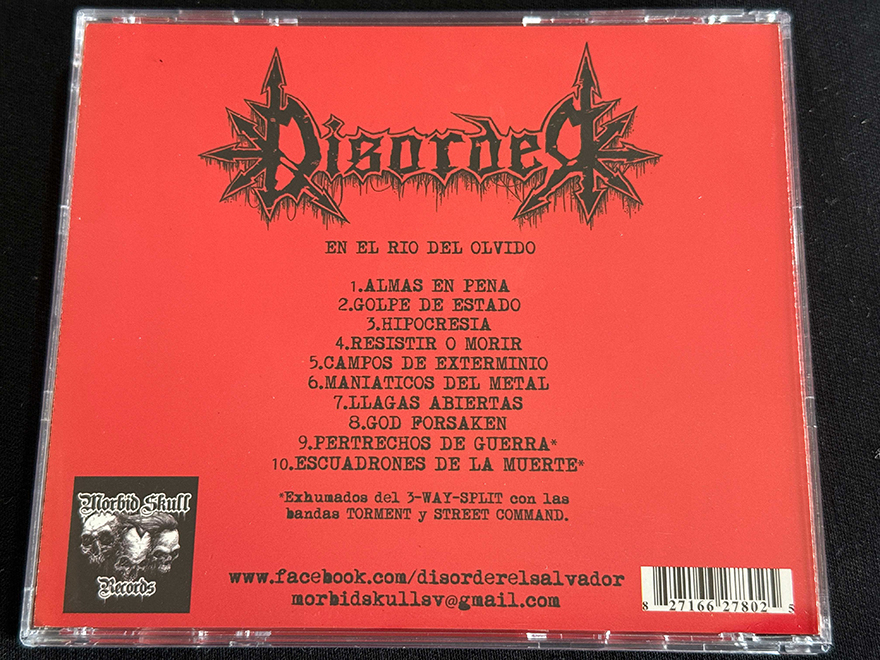 Disorder
EN EL RIO DEL OLVIDO
1.ALMAS EN PENA
2.GOLPE DE ESTADO
3.HIPOCRESIA
4.RESISTIR O MORIR
5.CAMPOS DE EXTERMINIO
6.MANIATICOS DEL METAL
7.LLAGAS ABIERTAS
8.GOD FORSAKEN
9.PERTRECHOS DE GUERRA*
10.ESCUADRONES DE LA MUERTE*
*Exhumados del 3-WAY-SPLIT con las
bandas TORMENT y STREET COMMAND.
Morbid Skull
Records
www.facebook.com/disorderelsalvador
morbidskullsv@gmail.com
8 27166 27802 5